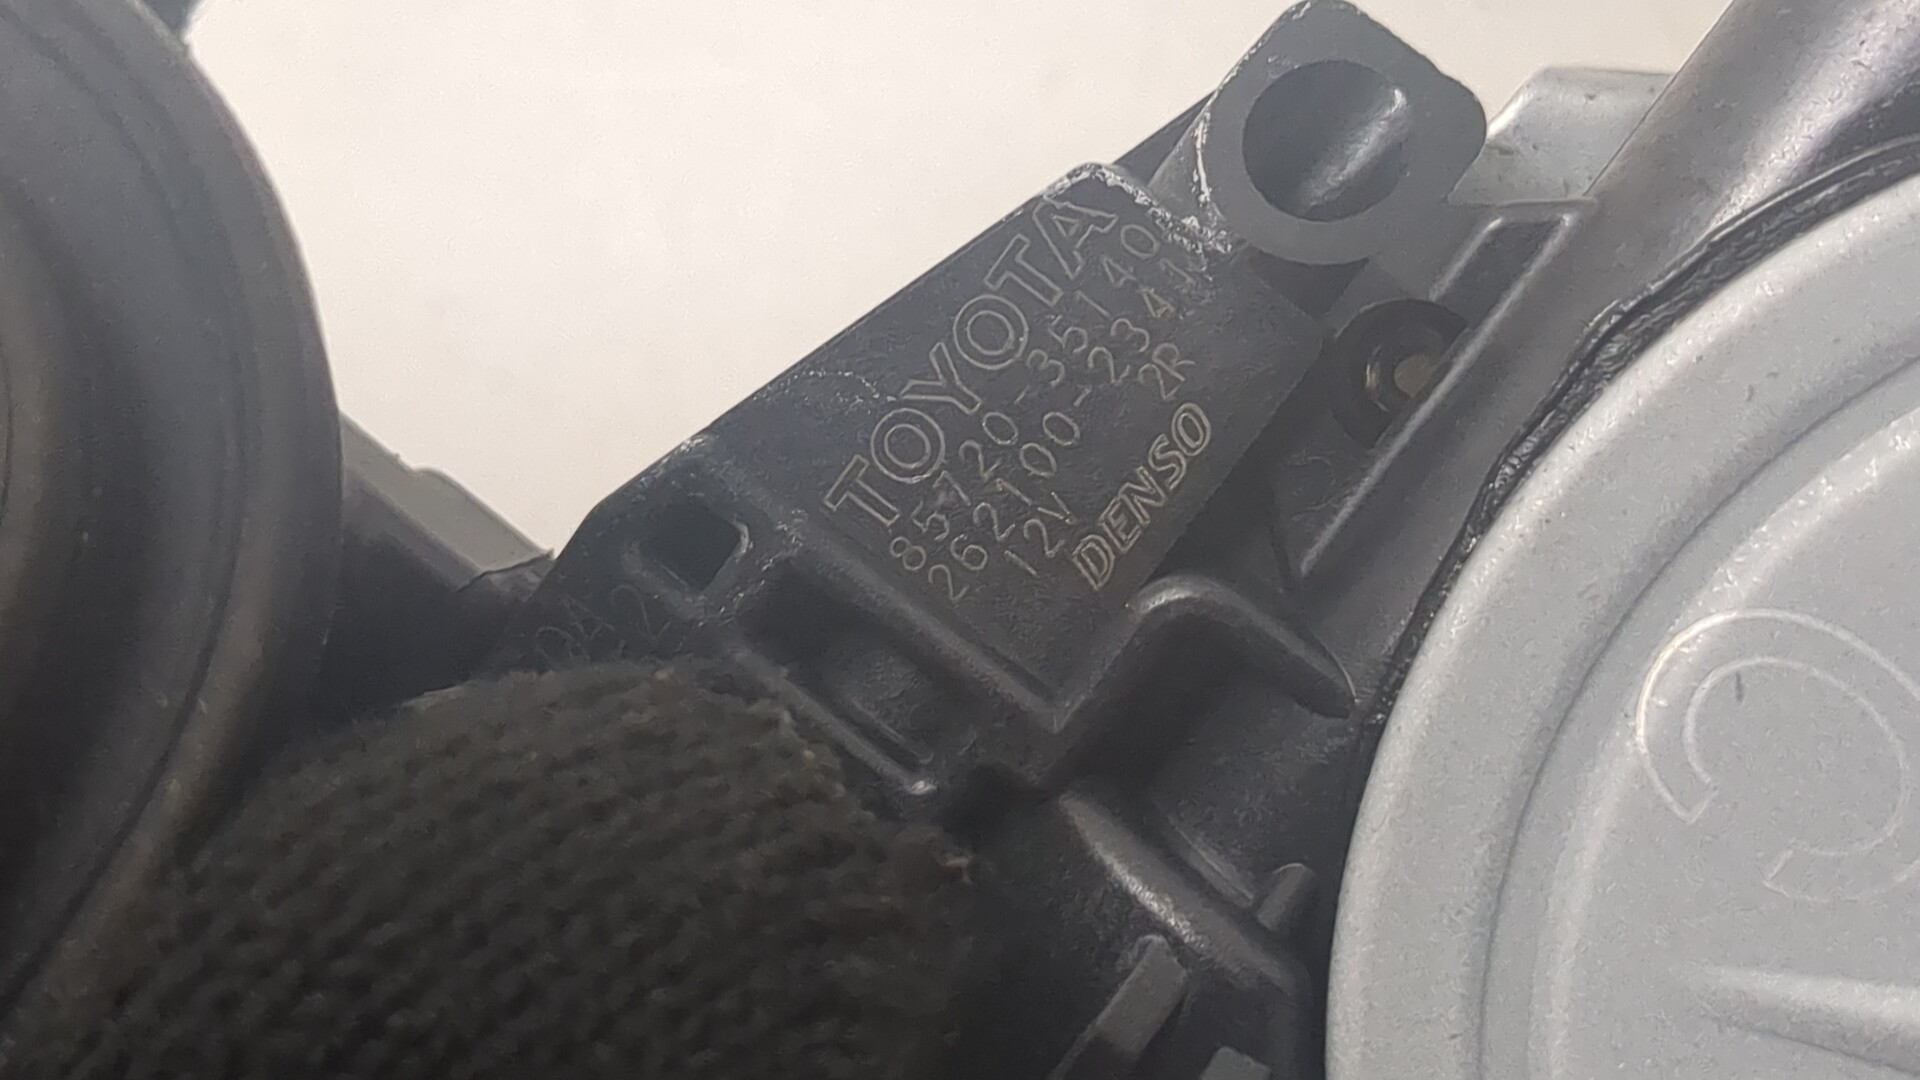 TOYOTA
85720-35140
262100-2341
12V 2R
DENSO